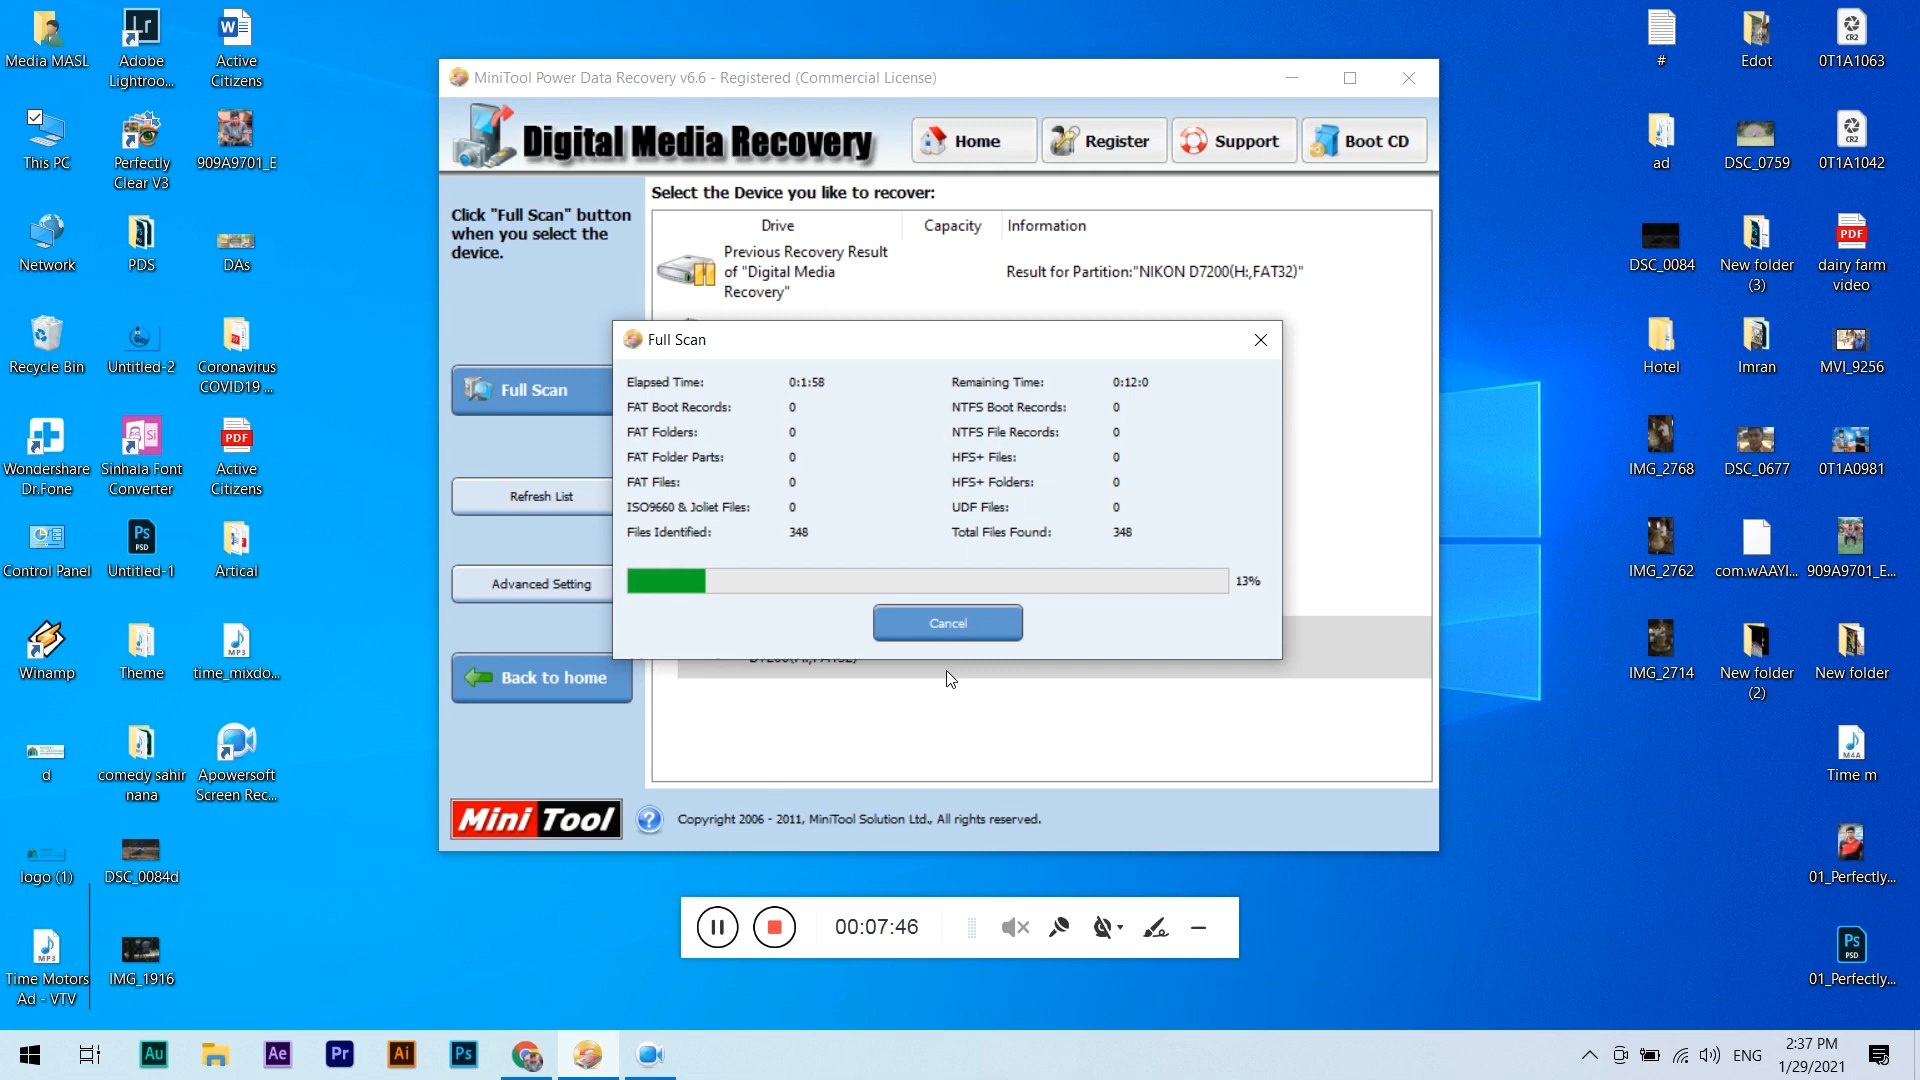 Media MASL
Adobe
Lightroo...
Active
Citizens
This PC
Perfectly
Clear V3
909A9701_E
Network
PDS
DAs
Recycle Bin
Untitled-2
Coronavirus
COVID19 ...
Wondershare
Dr.Fone
Sinhala Font
Converter
Active
Citizens
Control Panel
Untitled-1
Artical
Winamp
Theme
time_mixdo...
d
comedy sahir
nana
Apowersoft
Screen Rec...
logo (1)
DSC_0084d
Time Motors
Ad - VTV
IMG_1916
MiniTool Power Data Recovery v6.6 - Registered (Commercial License)
Digital Media Recovery
Home
Register
Support
Boot CD
Click "Full Scan" button
when you select the
device.
Full Scan
Refresh List
Advanced Setting
Back to home
Select the Device you like to recover:
Drive Capacity Information
Previous Recovery Result
of "Digital Media
Recovery"
Result for Partition:"NIKON D7200(H:,FAT32)"
Full Scan
Elapsed Time: 0:1:58 Remaining Time: 0:12:0
FAT Boot Records: 0 NTFS Boot Records: 0
FAT Folders: 0 NTFS File Records: 0
FAT Folder Parts: 0 HFS+ Files: 0
FAT Files: 0 HFS+ Folders: 0
ISO9660 & Joliet Files: 0 UDF Files: 0
Files Identified: 348 Total Files Found: 348
13%
Cancel
D7200(H:,FAT32)"
Mini Tool
Copyright 2006 - 2011, MiniTool Solution Ltd., All rights reserved.
00:07:46
#
Edot
0T1A1063
ad
DSC_0759
0T1A1042
DSC_0084
New folder
(3)
dairy farm
video
Hotel
Imran
MVI_9256
IMG_2768
DSC_0677
0T1A0981
IMG_2762
com.wAAYI...
909A9701_E...
IMG_2714
New folder
(2)
New folder
Time m
01_Perfectly...
01_Perfectly...
Au
Ae
Pr
Ai
Ps
ENG
2:37 PM
1/29/2021